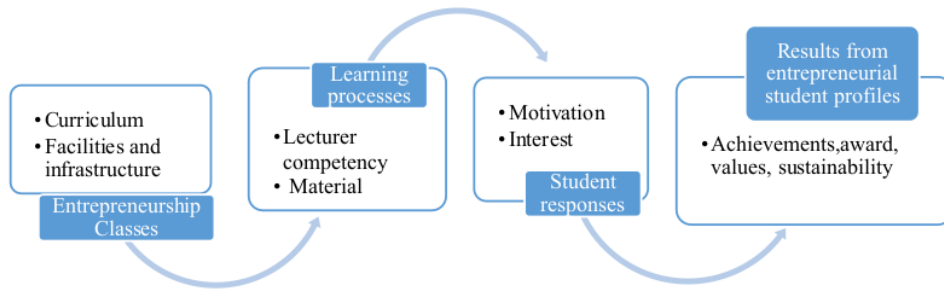 • Curriculum
• Facilities and
infrastructure
Entrepreneurship
Classes
Learning
processes
• Lecturer
competency
• Material
• Motivation
• Interest
Student
responses
Results from
entrepreneurial
student profiles
• Achievements,award,
values, sustainability